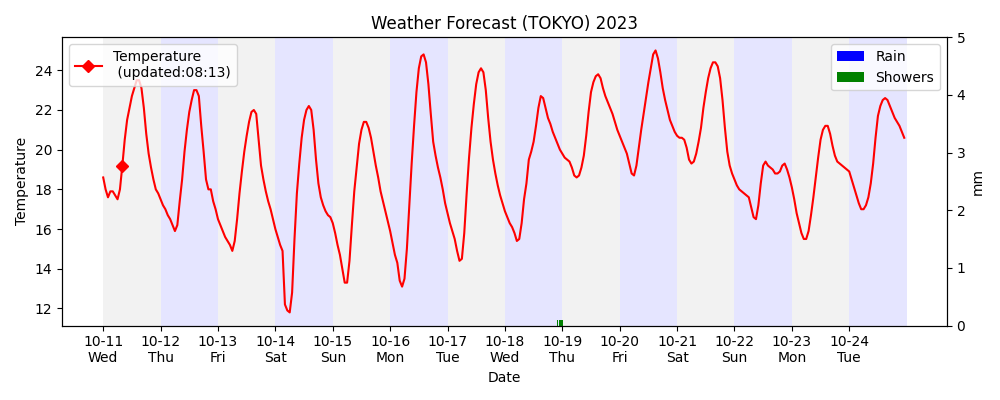 Weather Forecast (TOKYO) 2023
Temperature
(updated:08:13)
Rain
Showers
Temperature
24
22
20
18
16
14
12
5
4
3
2
1
0
mm
10-11 10-12 10-13 10-14 10-15 10-16 10-17 10-18 10-19 10-20 10-21 10-22 10-23 10-24
Wed Thu Fri Sat Sun Mon Tue Wed Thu Fri Sat Sun Mon Tue
Date